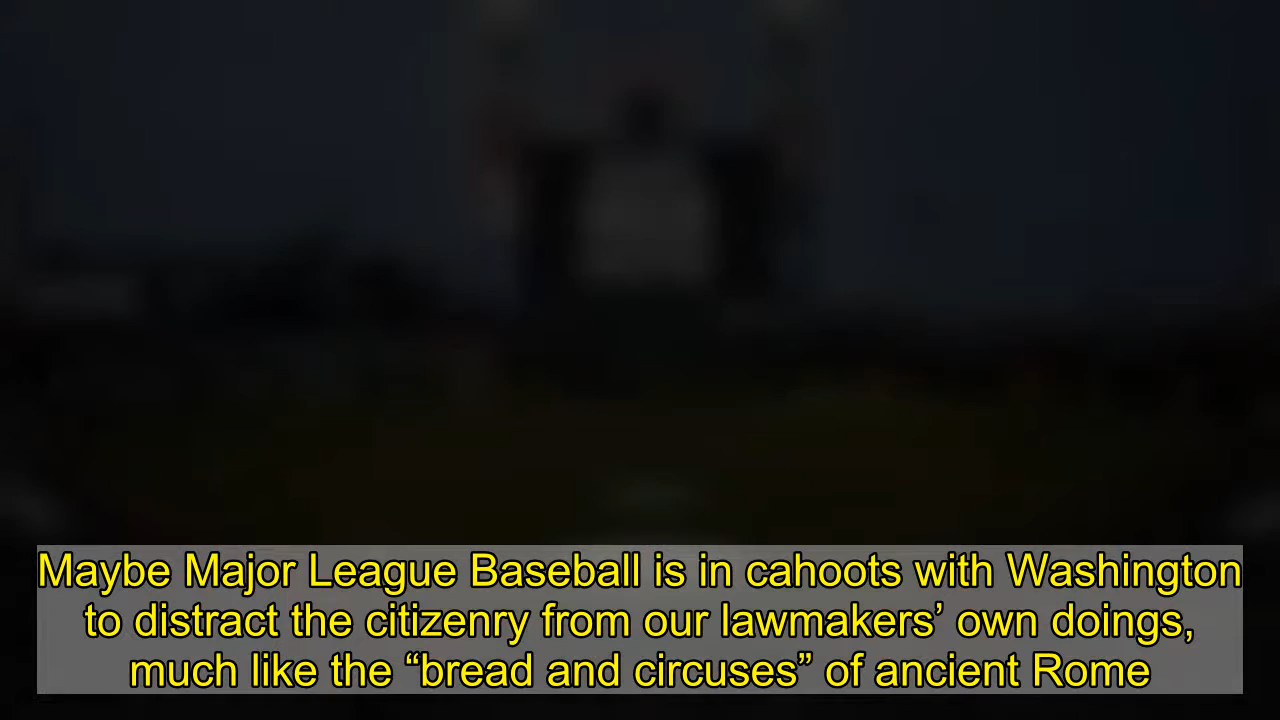 Maybe Major League Baseball is in cahoots with Washington
to distract the citizenry from our lawmakers’ own doings,
much like the “bread and circuses” of ancient Rome